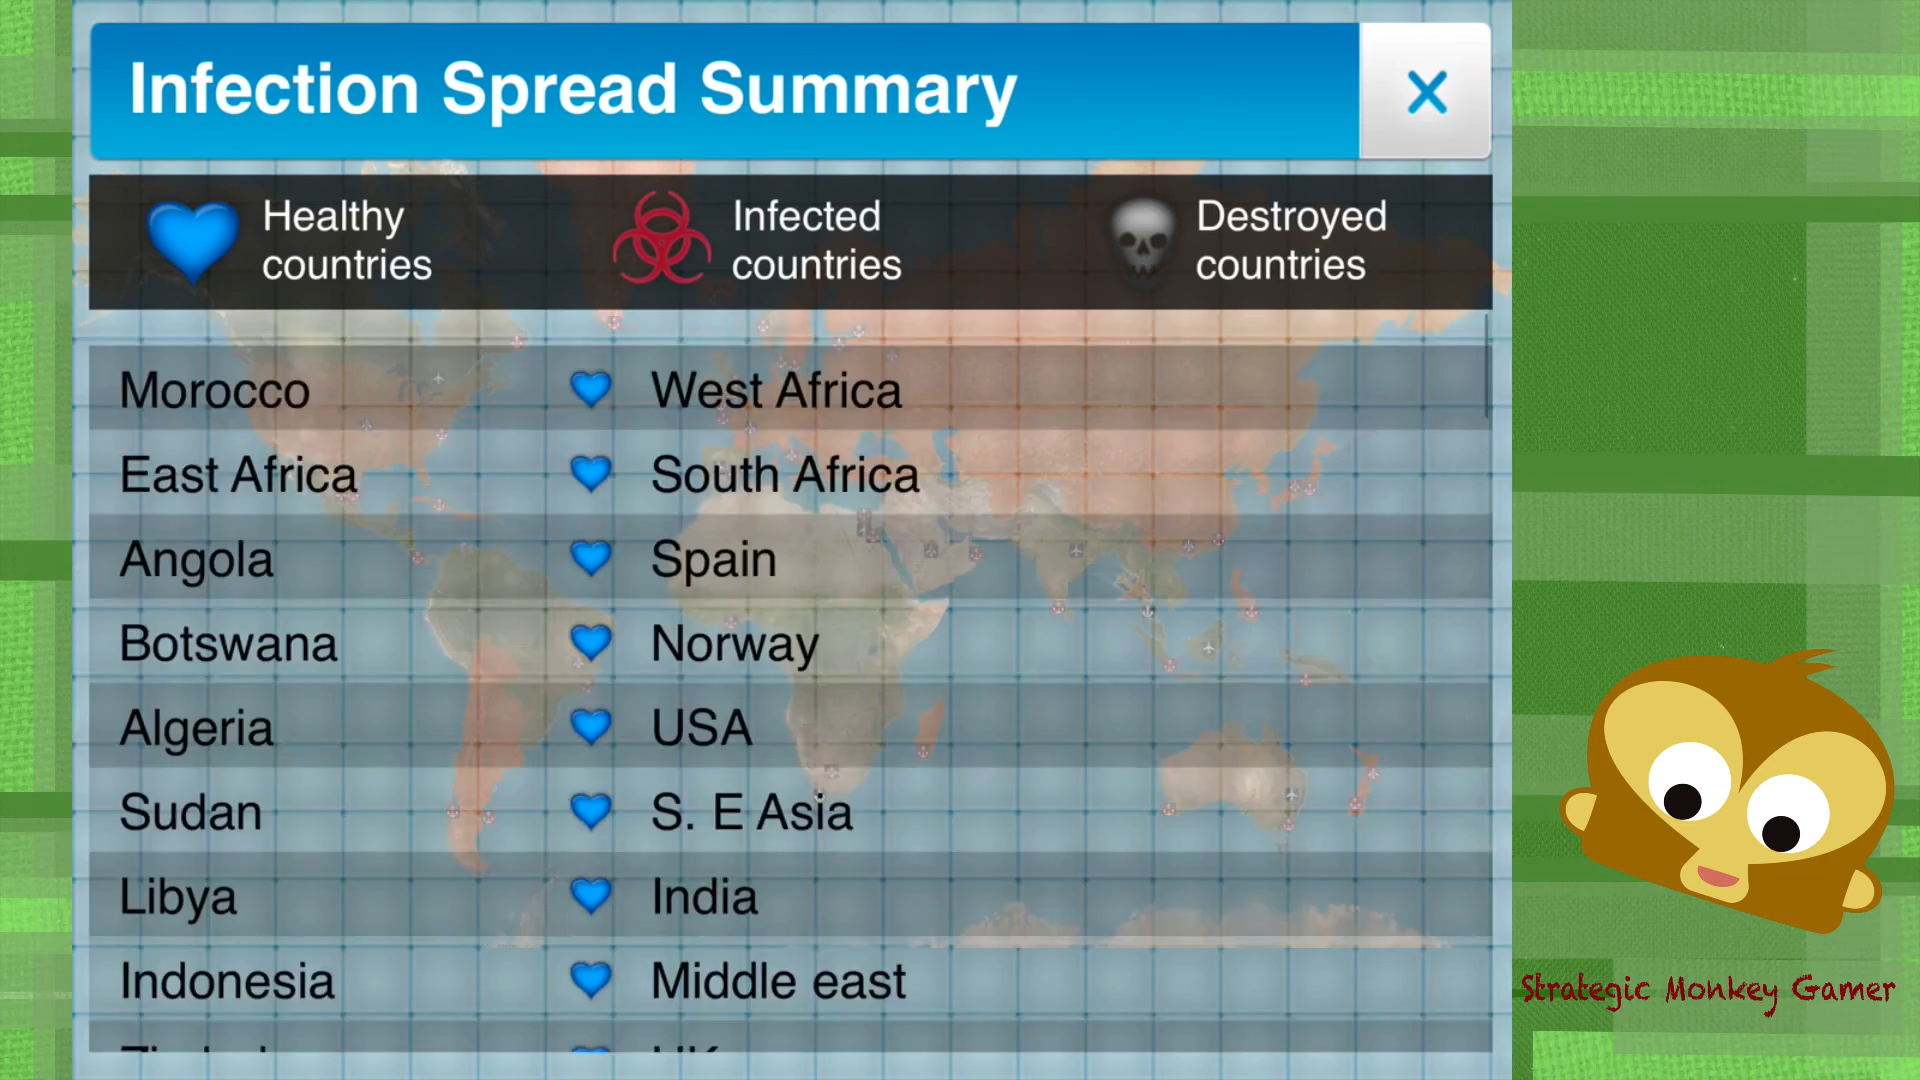 Infection Spread Summary
Healthy countries
Infected countries
Destroyed countries
Morocco West Africa
East Africa South Africa
Angola Spain
Botswana Norway
Algeria USA
Sudan S. E Asia
Libya India
Indonesia Middle east
Strategic Monkey Gamer